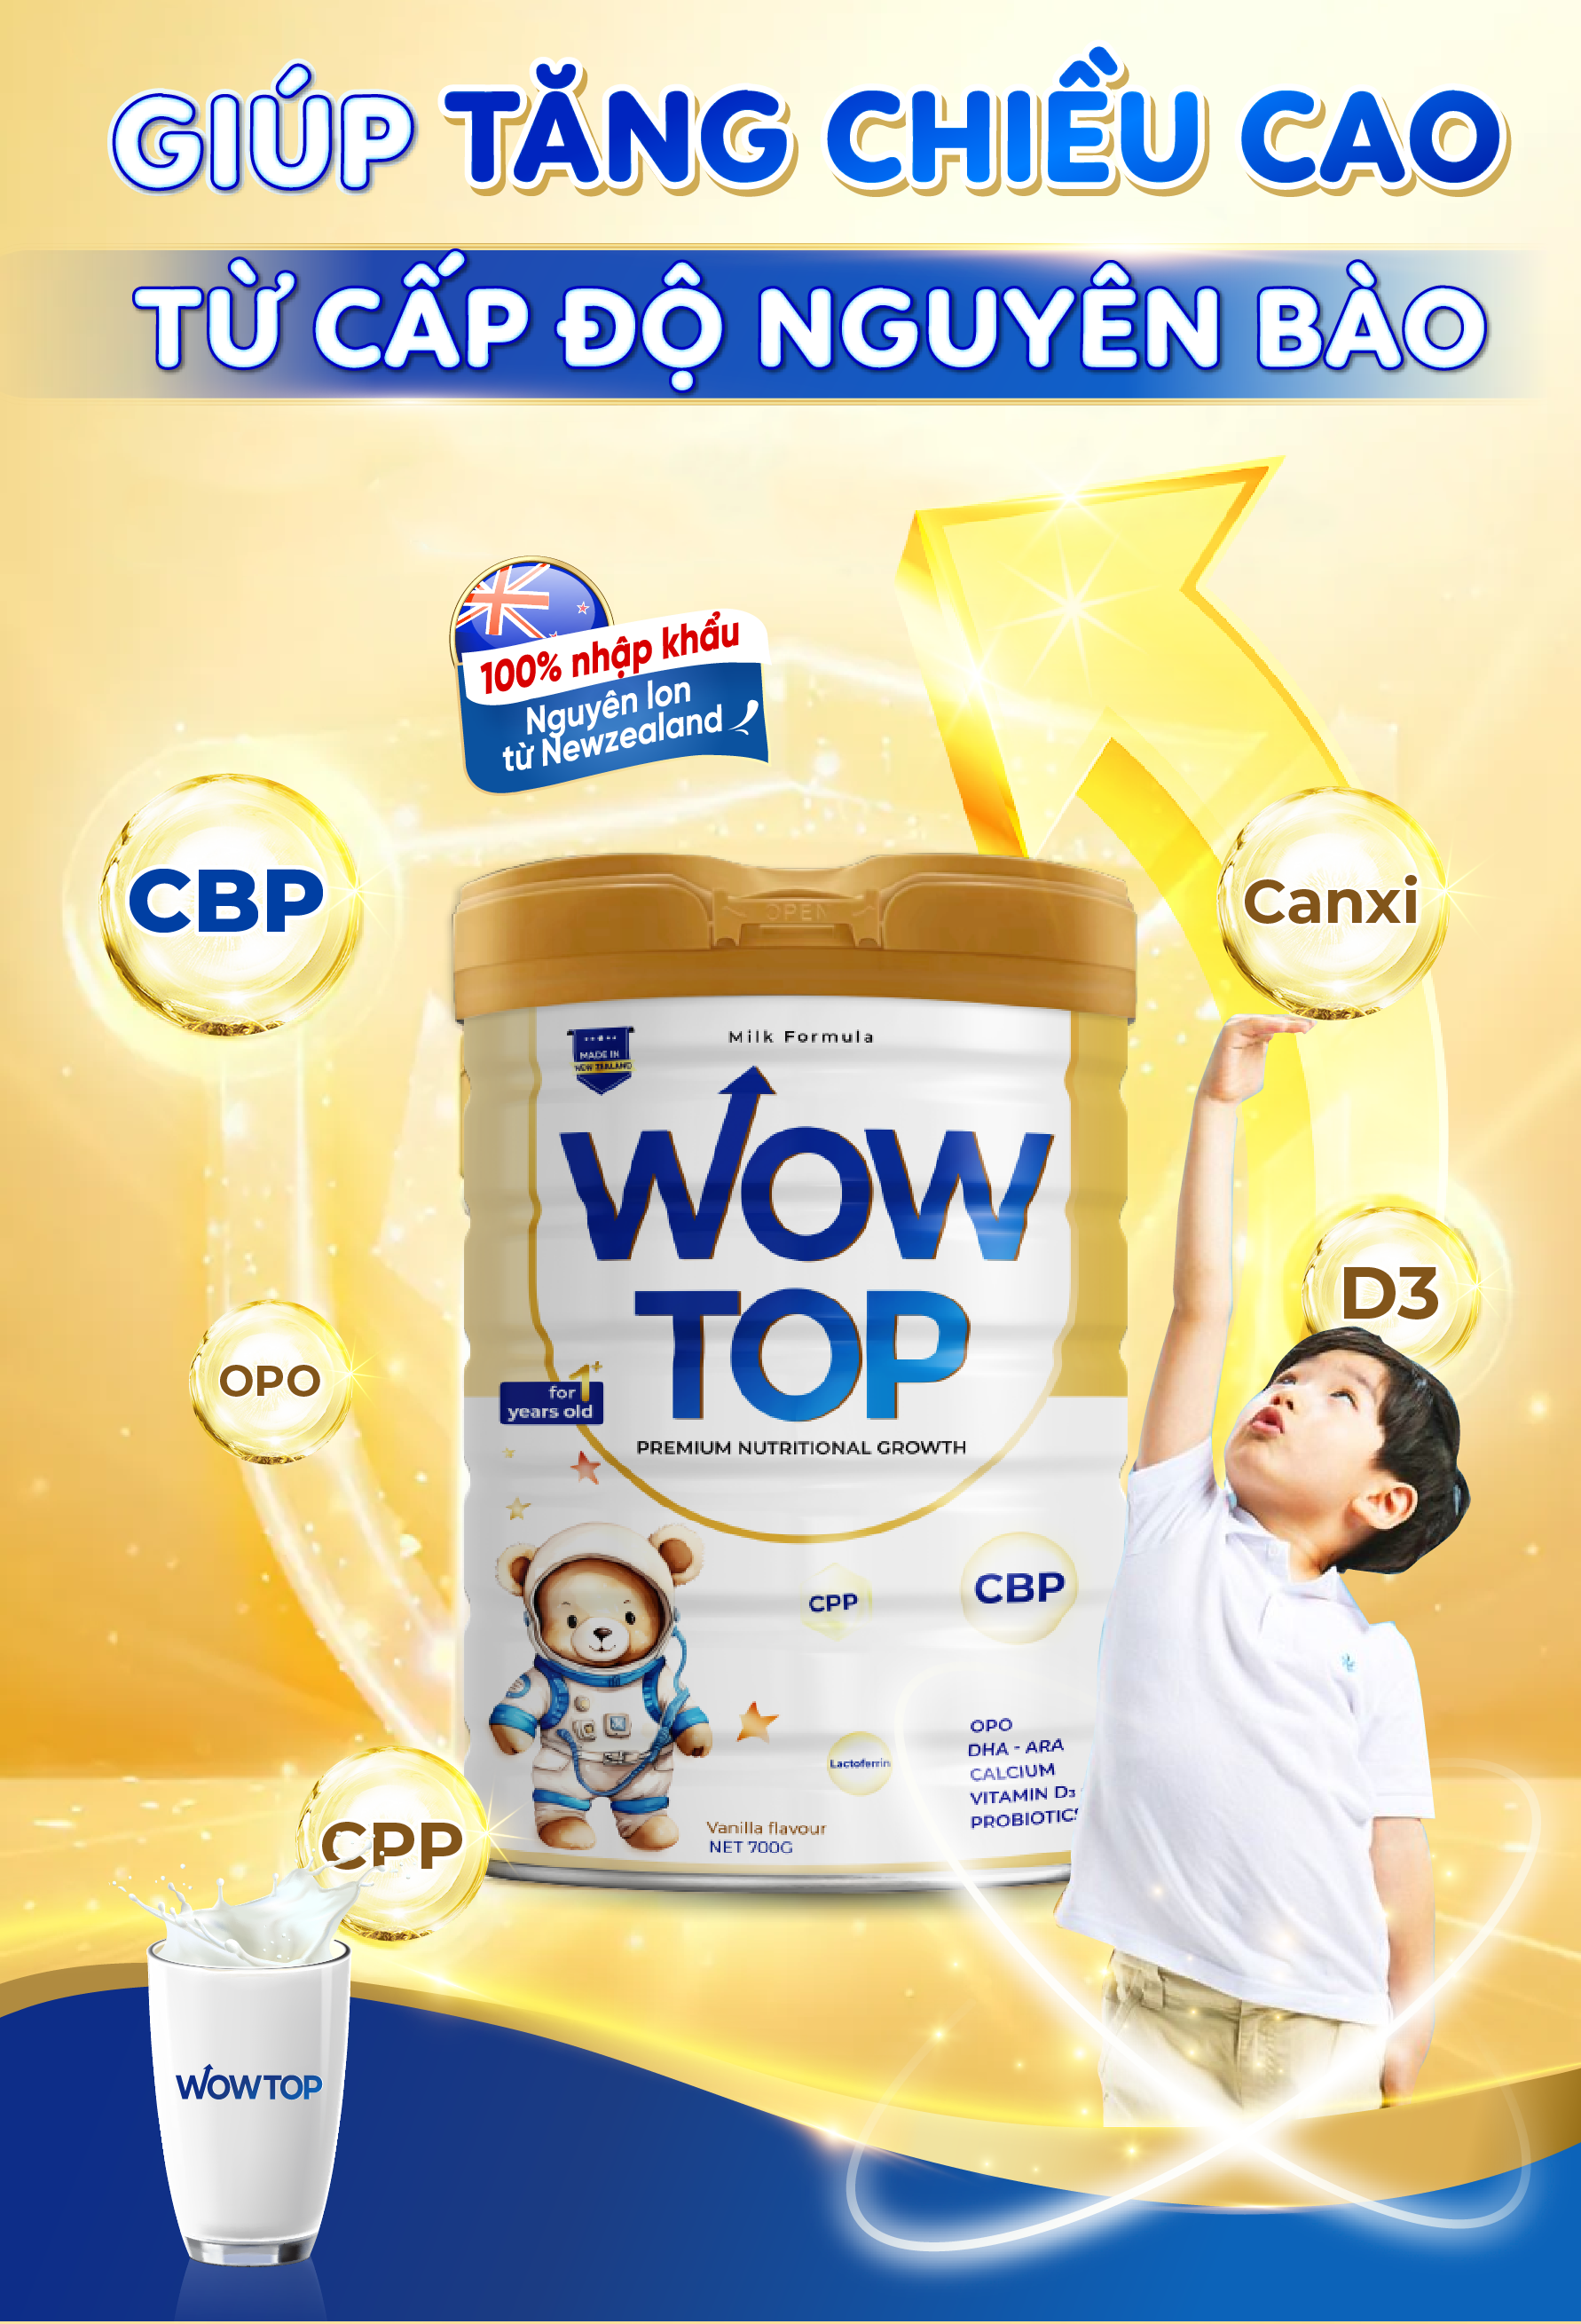 GIÚP TĂNG CHIỀU CAO
TỪ CẤP ĐỘ NGUYÊN BÀO
100% nhập khẩu
Nguyên lon
từ Newzealand
CBP
Canxi
OPEN
MADE IN
NEW ZEALAND
Milk Formula
WOW
TOP
D3
OPO
for 1+
years old
PREMIUM NUTRITIONAL GROWTH
CPP
CBP
Lactoferrin
OPO
DHA - ARA
CALCIUM
VITAMIN D3
PROBIOTICS
Vanilla flavour
NET 700G
CPP
WOWTOP